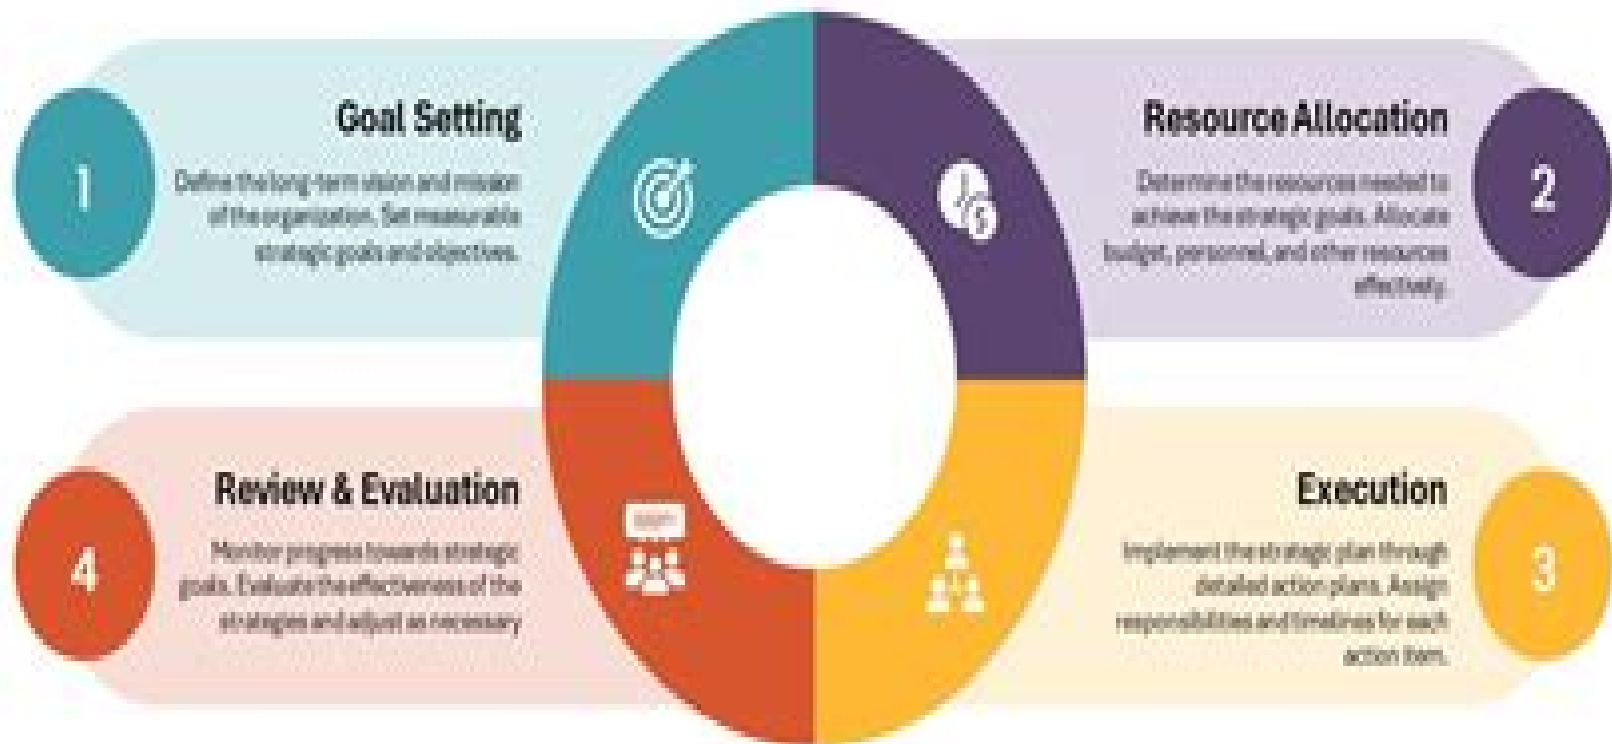 1
Goal Setting
Define the long-term vision and mission
of the organization. Set measurable
strategic goals and objectives.
2
Resource Allocation
Determine the resources needed to
achieve the strategic goals. Allocate
budget, personnel, and other resources
effectively.
$
3
Execution
Implement the strategic plan through
detailed action plans. Assign
responsibilities and timelines for each
action item.
4
Review & Evaluation
Monitor progress towards strategic
goals. Evaluate the effectiveness of the
strategies and adjust as necessary